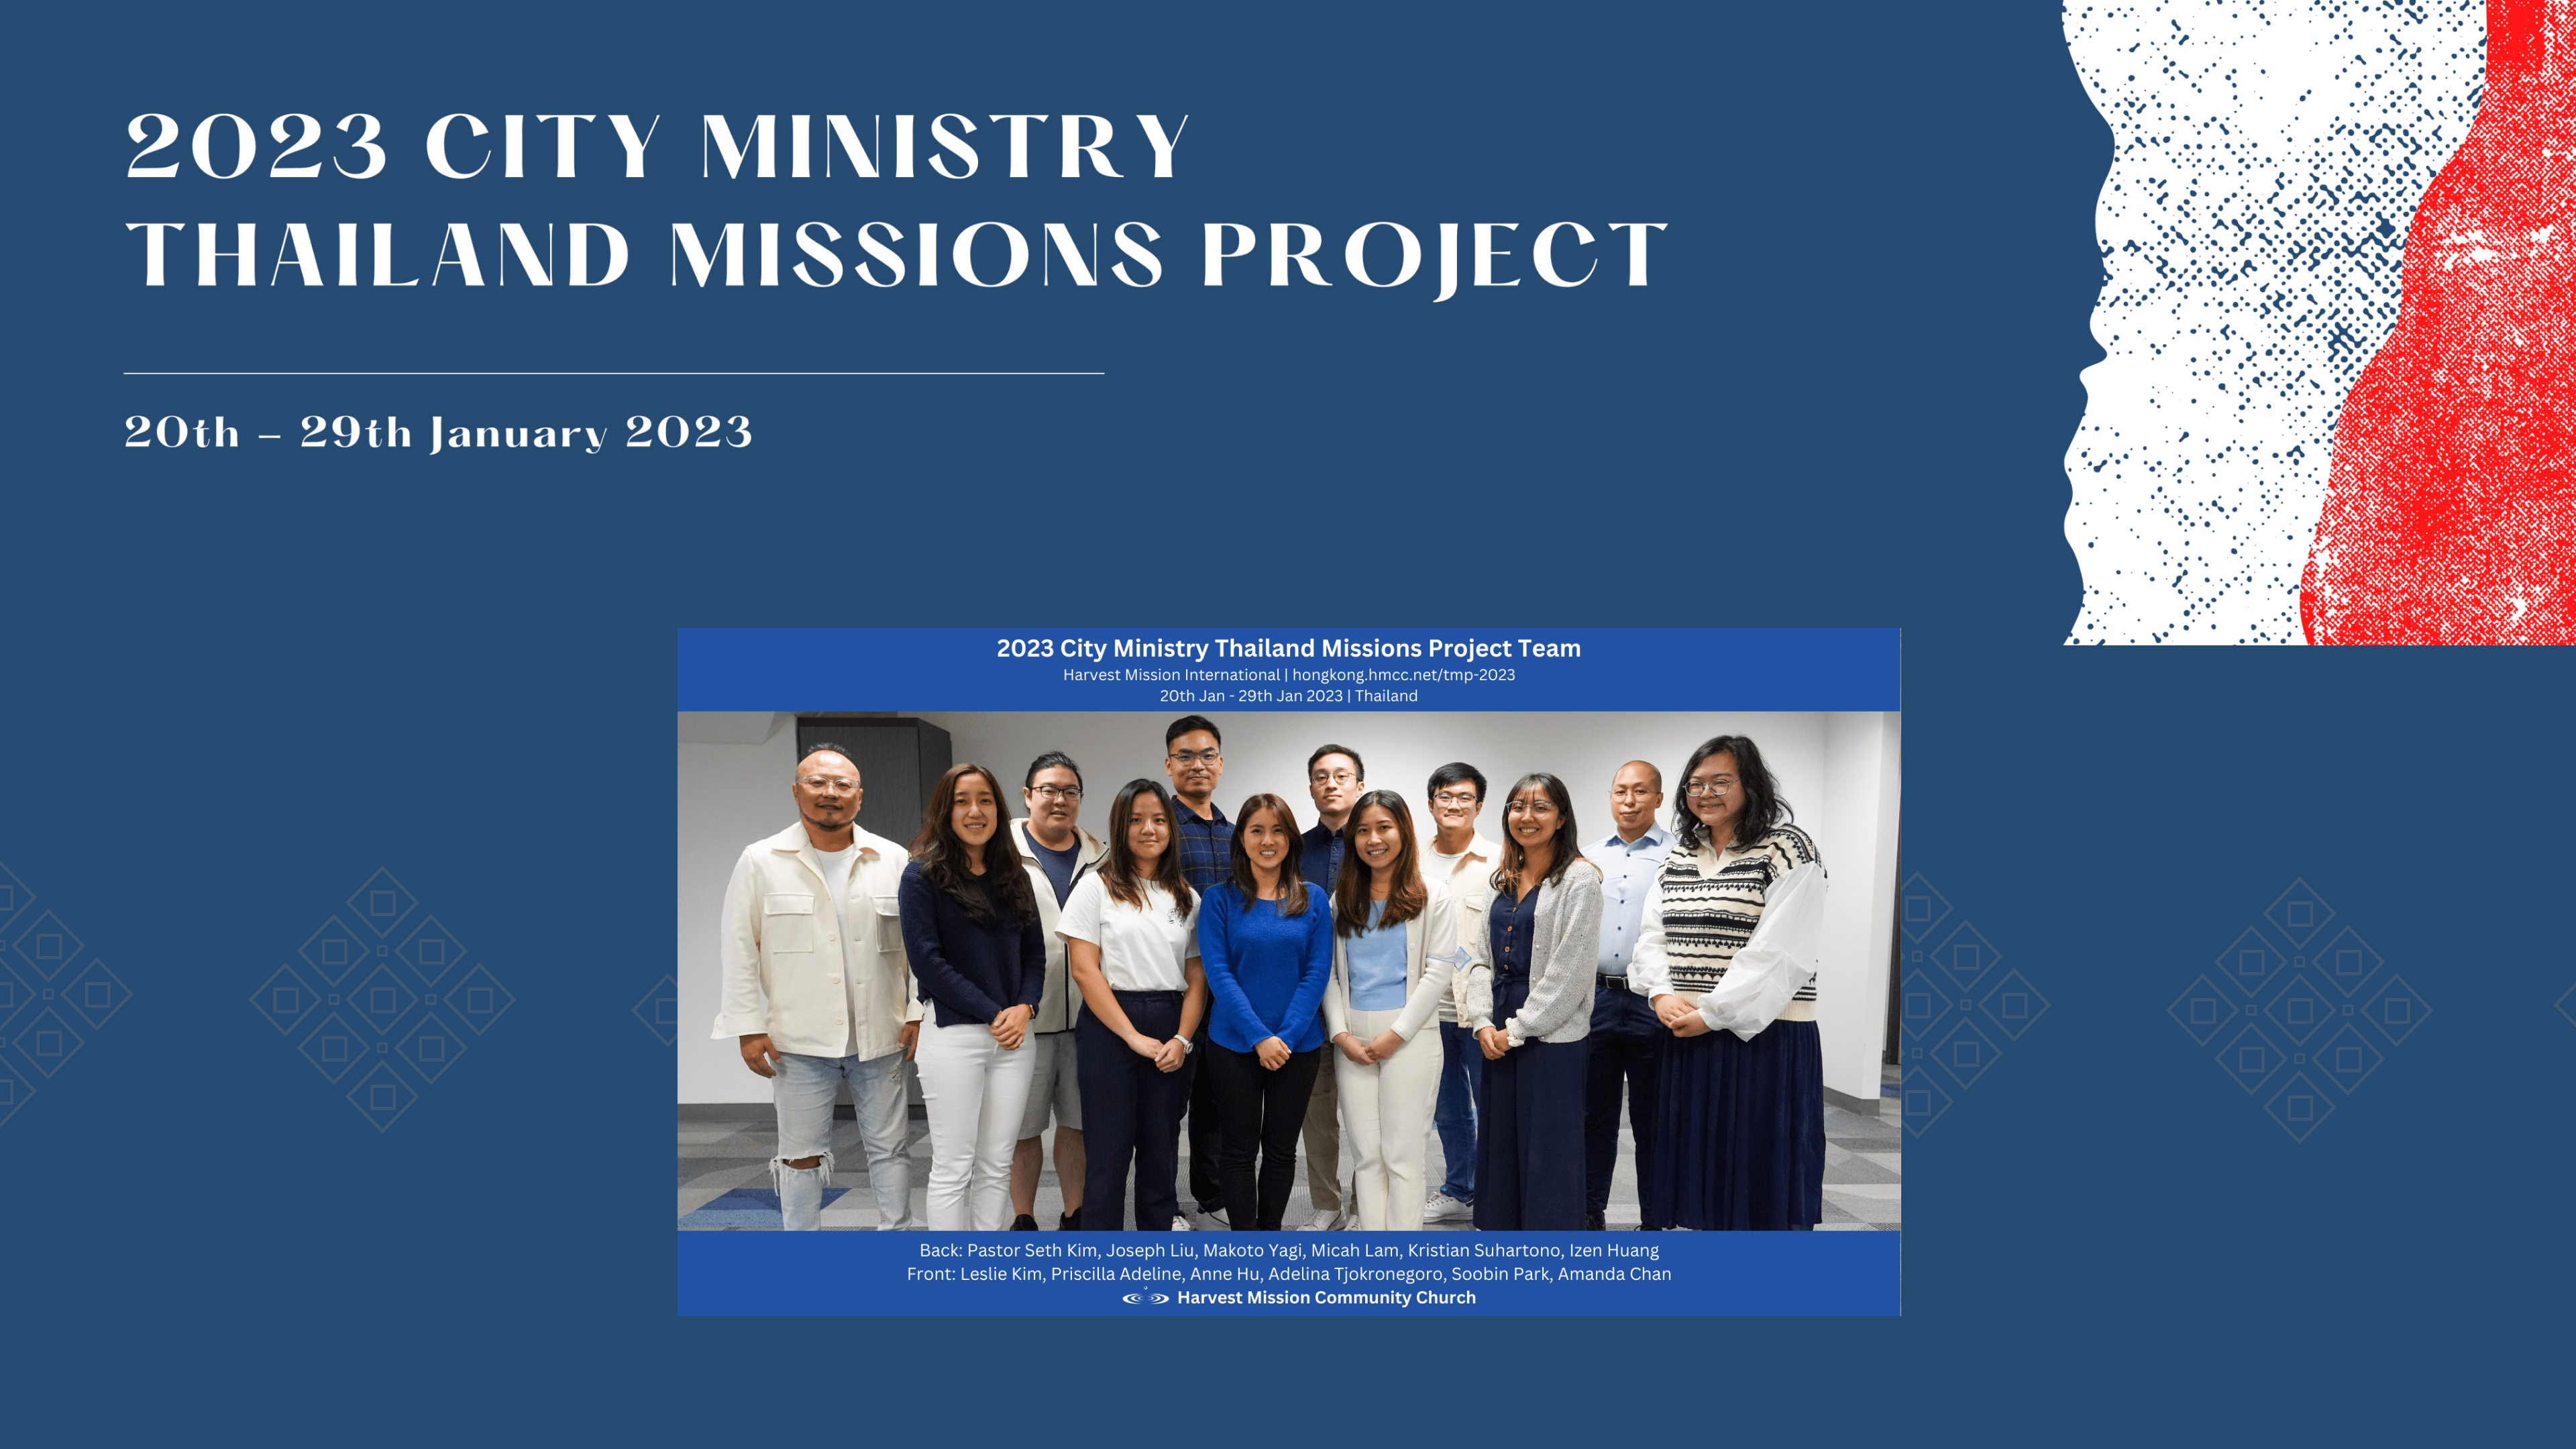 2023 CITY MINISTRY
THAILAND MISSIONS PROJECT
20th – 29th January 2023
2023 City Ministry Thailand Missions Project Team
Harvest Mission International | hongkong.hmcc.net/tmp-2023
20th Jan - 29th Jan 2023 | Thailand
Back: Pastor Seth Kim, Joseph Liu, Makoto Yagi, Micah Lam, Kristian Suhartono, Izen Huang
Front: Leslie Kim, Priscilla Adeline, Anne Hu, Adelina Tjokronegoro, Soobin Park, Amanda Chan
Harvest Mission Community Church